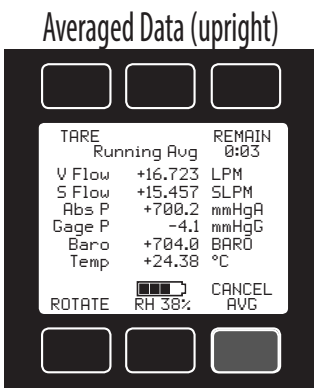 Averaged Data (upright)
TARE REMAIN
Running Avg 0:03
V Flow +16.723 LPM
S Flow +15.457 SLPM
Abs P +700.2 mmHgA
Gage P -4.1 mmHgG
Baro +704.0 BARO
Temp +24.38 °C
CANCEL
ROTATE RH 38% AVG